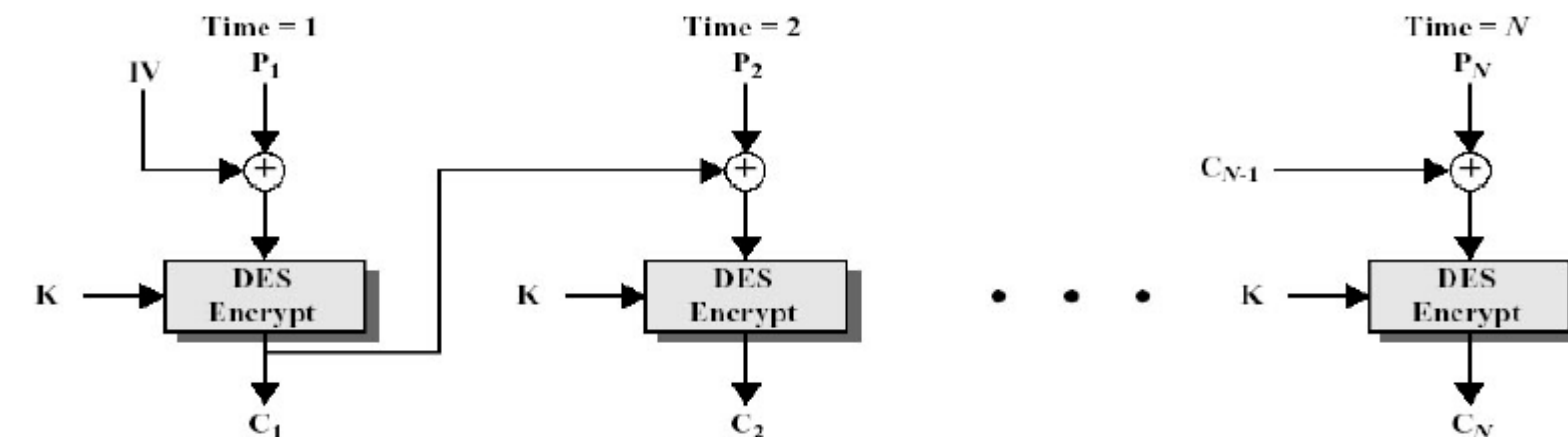 Time = 1 Time = 2 Time = N
IV P1 P2 PN
+ + CN-1 +
K DES Encrypt K DES Encrypt • • • K DES Encrypt
C1 C2 CN